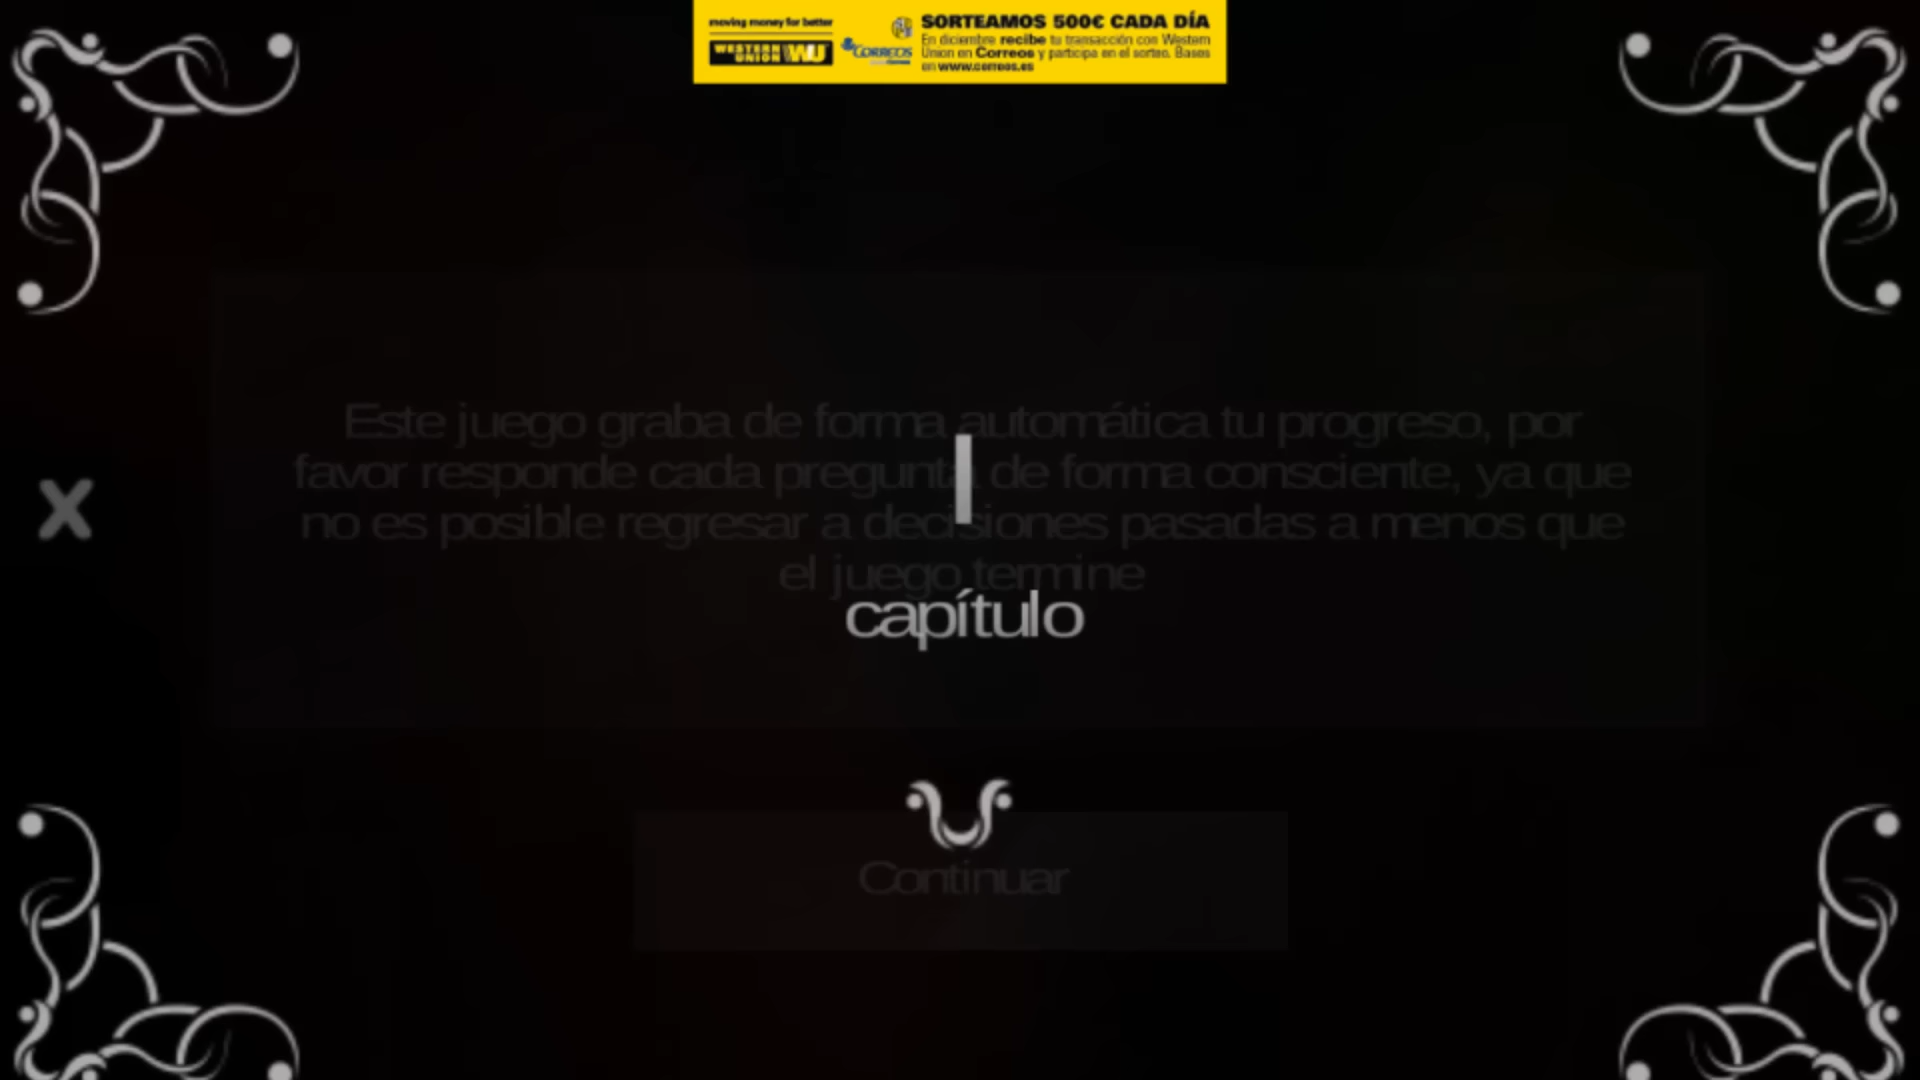 moving money for better
WESTERN UNION WU
CORREOS
SORTEAMOS 500€ CADA DÍA
En diciembre recibe tu transacción con Western
Union en Correos y participa en el sorteo. Bases
en www.correos.es
Este juego graba de forma automática tu progreso, por
favor responde cada pregunta de forma consciente, ya que
no es posible regresar a decisiones pasadas a menos que
el juego termine
I
capítulo
X
Continuar